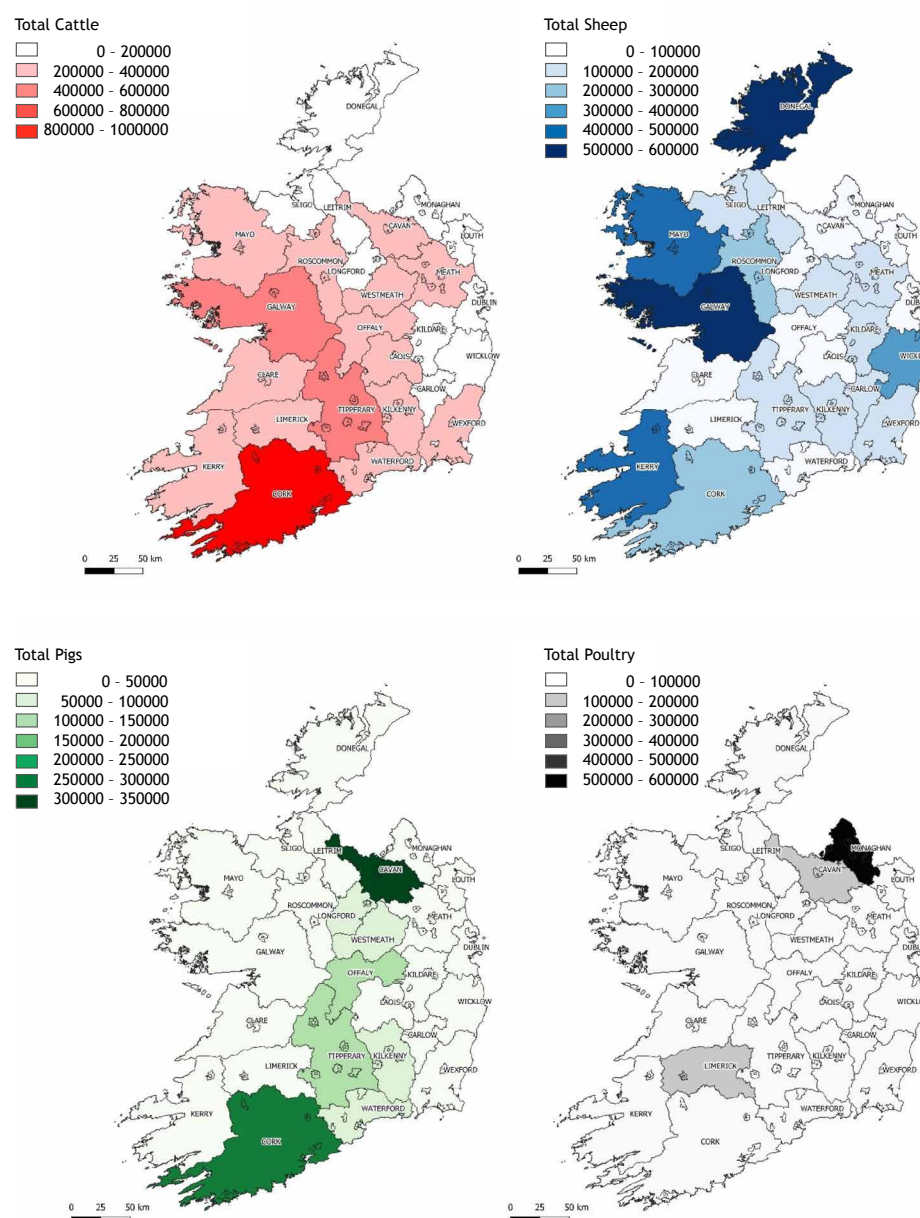 Total Cattle
0 - 200000
200000 - 400000
400000 - 600000
600000 - 800000
800000 - 1000000
DONEGAL
SLIGO
LEITRIM
MONAGHAN
CAVAN
LOUTH
MAYO
ROSCOMMON
LONGFORD
MEATH
WESTMEATH
DUBLIN
GALWAY
OFFALY
KILDARE
LAOIS
WICKLOW
CLARE
CARLOW
TIPPERARY
KILKENNY
LIMERICK
WEXFORD
WATERFORD
KERRY
CORK
0 25 50 km
Total Sheep
0 - 100000
100000 - 200000
200000 - 300000
300000 - 400000
400000 - 500000
500000 - 600000
DONEGAL
SLIGO
LEITRIM
MONAGHAN
CAVAN
LOUTH
MAYO
ROSCOMMON
LONGFORD
MEATH
WESTMEATH
DUBLIN
GALWAY
OFFALY
KILDARE
LAOIS
WICKL
CLARE
CARLOW
TIPPERARY
KILKENNY
LIMERICK
WEXFORD
WATERFORD
KERRY
CORK
0 25 50 km
Total Pigs
0 - 50000
50000 - 100000
100000 - 150000
150000 - 200000
200000 - 250000
250000 - 300000
300000 - 350000
DONEGAL
SLIGO
LEITRIM
MONAGHAN
CAVAN
LOUTH
MAYO
ROSCOMMON
LONGFORD
MEATH
WESTMEATH
DUBLIN
GALWAY
OFFALY
KILDARE
LAOIS
WICKLOW
CLARE
CARLOW
TIPPERARY
KILKENNY
LIMERICK
WEXFORD
WATERFORD
KERRY
CORK
0 25 50 km
Total Poultry
0 - 100000
100000 - 200000
200000 - 300000
300000 - 400000
400000 - 500000
500000 - 600000
DONEGAL
SLIGO
LEITRIM
MONAGHAN
CAVAN
LOUTH
MAYO
ROSCOMMON
LONGFORD
MEATH
WESTMEATH
DUBLIN
GALWAY
OFFALY
KILDARE
LAOIS
WICKLOW
CLARE
CARLOW
TIPPERARY
KILKENNY
LIMERICK
WEXFORD
WATERFORD
KERRY
CORK
0 25 50 km